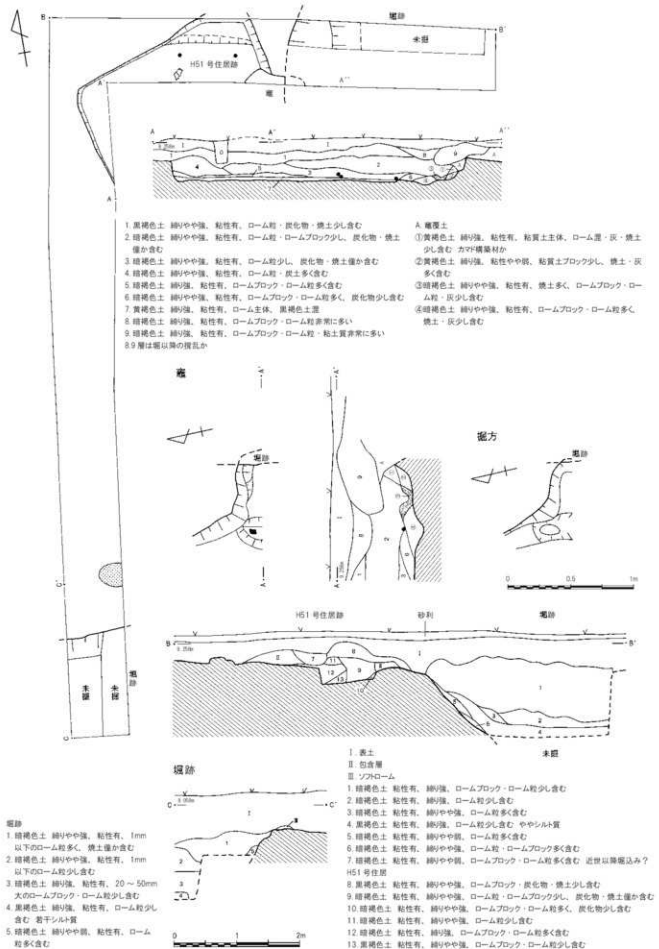 堀跡
B
B'
未掘
H51号住居跡
A
A''
竈
A
A'
A''
1. 黒褐色土 締りやや強、粘性有、ローム粒・炭化物・焼土少し含む
2. 暗褐色土 締りやや強、粘性有、ローム粒・ロームブロック少し、炭化物・焼土
僅か含む
3. 暗褐色土 締りやや強、粘性有、ローム粒少し、炭化物・焼土僅か含む
4. 暗褐色土 締りやや強、粘性有、ローム粒・炭土多く含む
5. 暗褐色土 締り強、粘性有、ロームブロック・ローム粒多く含む
6. 暗褐色土 締りやや強、粘性有、ロームブロック・ローム粒多く、炭化物少し含む
7. 黄褐色土 締り強、粘性有、ローム主体、黒褐色土混
8. 暗褐色土 締り強、粘性有、ロームブロック・ローム粒非常に多い
9. 暗褐色土 締り強、粘性有、ロームブロック・ローム粒・粘土質非常に多い
8.9 層は堀以降の撹乱か
A. 竈覆土
①黄褐色土 締り強、粘性有、粘質土主体、ローム混・灰・焼土
少し含む カマド構築材か
②黄褐色土 締り強、粘性やや弱、粘質土ブロック少し、焼土・灰
多く含む
③暗褐色土 締りやや強、粘性有、焼土多く、ロームブロック・ロー
ム粒・灰少し含む
④暗褐色土 締りやや強、粘性有、ロームブロック・ローム粒多く、
焼土・灰少し含む
竈
堀跡
A'
A
掘方
堀跡
0
0.5
1m
C'
C
未掘
未掘
堀跡
H51号住居跡
砂利
堀跡
B
B'
未掘
堀跡
C
C'
0
1
2m
堀跡
1. 暗褐色土 締りやや強、粘性有、1mm
以下のローム粒多く、焼土僅か含む
2. 暗褐色土 締りやや強、粘性有、1mm
以下のローム粒少し含む
3. 暗褐色土 締り強、粘性有、20～50mm
大のロームブロック・ローム粒少し含む
4. 黒褐色土 締り強、粘性有、ローム粒少し
含む 若干シルト質
5. 暗褐色土 締りやや弱、粘性有、ローム
粒多く含む
Ⅰ. 表土
Ⅱ. 包含層
Ⅲ. ソフトローム
1. 暗褐色土 粘性有、締り強、ロームブロック・ローム粒少し含む
2. 暗褐色土 粘性有、締り強、ローム粒少し含む
3. 暗褐色土 粘性有、締りやや強、ローム粒多く含む
4. 黒褐色土 粘性有、締り強、ローム粒少し含む ややシルト質
5. 暗褐色土 粘性有、締りやや弱、ローム粒多く含む
6. 暗褐色土 粘性有、締りやや強、ローム粒・ロームブロック多く含む
7. 暗褐色土 粘性有、締りやや弱、ロームブロック・ローム粒多く含む 近世以降堀込み？
H51号住居
8. 黒褐色土 粘性有、締りやや強、ロームブロック・炭化物・焼土少し含む
9. 暗褐色土 粘性有、締りやや強、ローム粒・ロームブロック少し、炭化物・焼土僅か含む
10. 暗褐色土 粘性有、締りやや強、ロームブロック・ローム粒多く、炭化物少し含む
11. 暗褐色土 粘性有、締りやや強、ローム粒少し含む
12. 暗褐色土 粘性有、締り強、ロームブロック・ローム粒多く含む
13. 黒褐色土 粘性有、締りやや強、ロームブロック・ローム粒少し含む